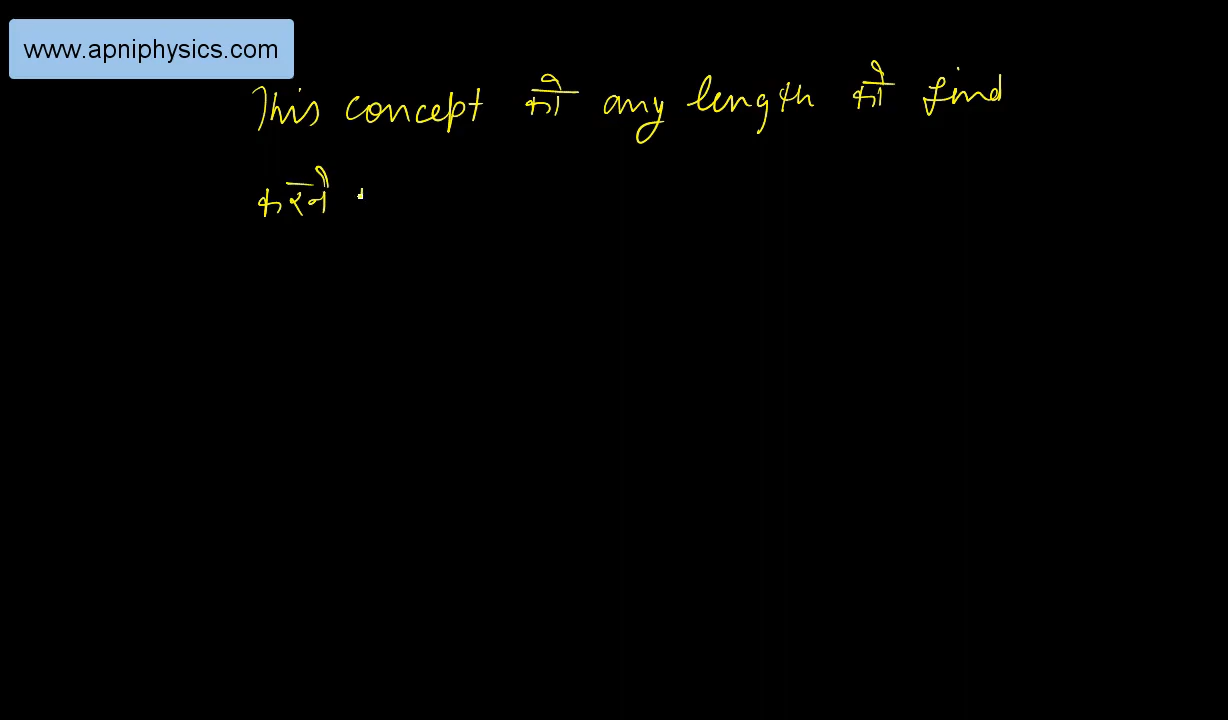 www.apniphysics.com
This concept को any length को find
करने